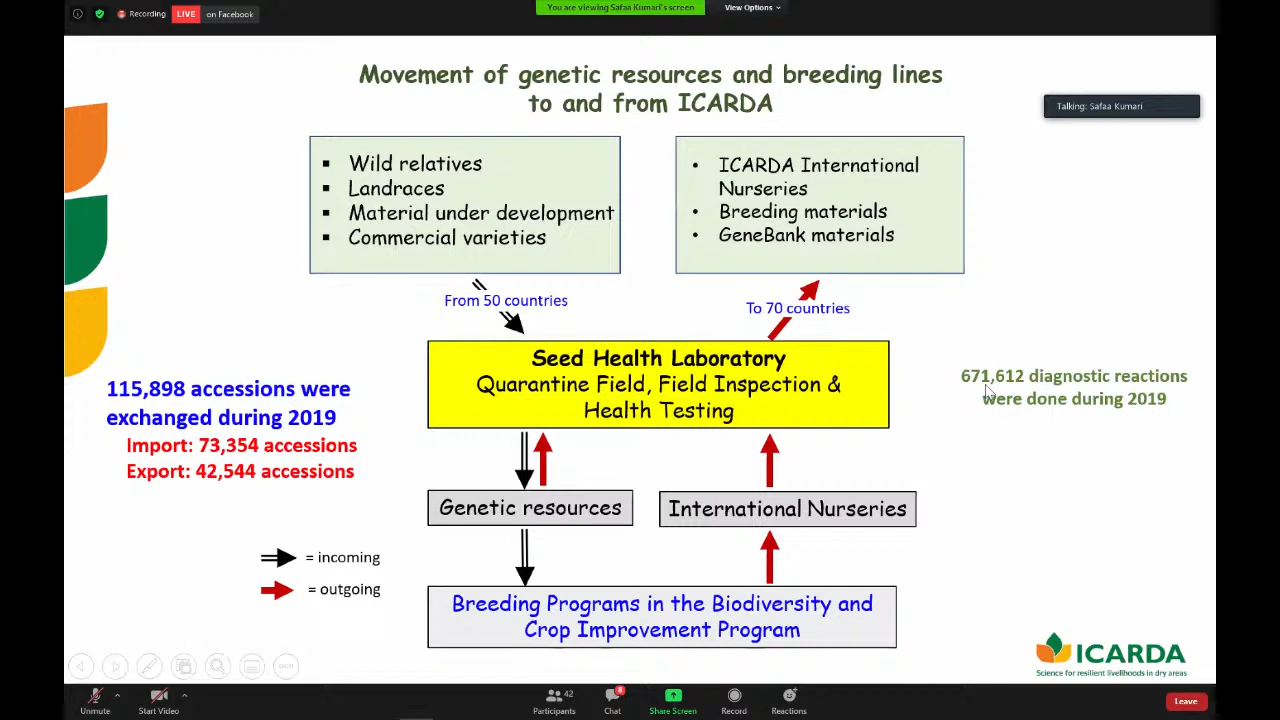 Recording
LIVE
on Facebook
You are viewing Safaa Kumari's screen
View Options
Movement of genetic resources and breeding lines
to and from ICARDA
Talking: Safaa Kumari
▪ Wild relatives
▪ Landraces
▪ Material under development
▪ Commercial varieties
• ICARDA International
Nurseries
• Breeding materials
• GeneBank materials
From 50 countries
To 70 countries
Seed Health Laboratory
Quarantine Field, Field Inspection &
Health Testing
115,898 accessions were
exchanged during 2019
Import: 73,354 accessions
Export: 42,544 accessions
671,612 diagnostic reactions
were done during 2019
Genetic resources
International Nurseries
= incoming
= outgoing
Breeding Programs in the Biodiversity and
Crop Improvement Program
ICARDA
Science for resilient livelihoods in dry areas
Unmute
Start Video
42
Participants
8
Chat
Share Screen
Record
Reactions
Leave